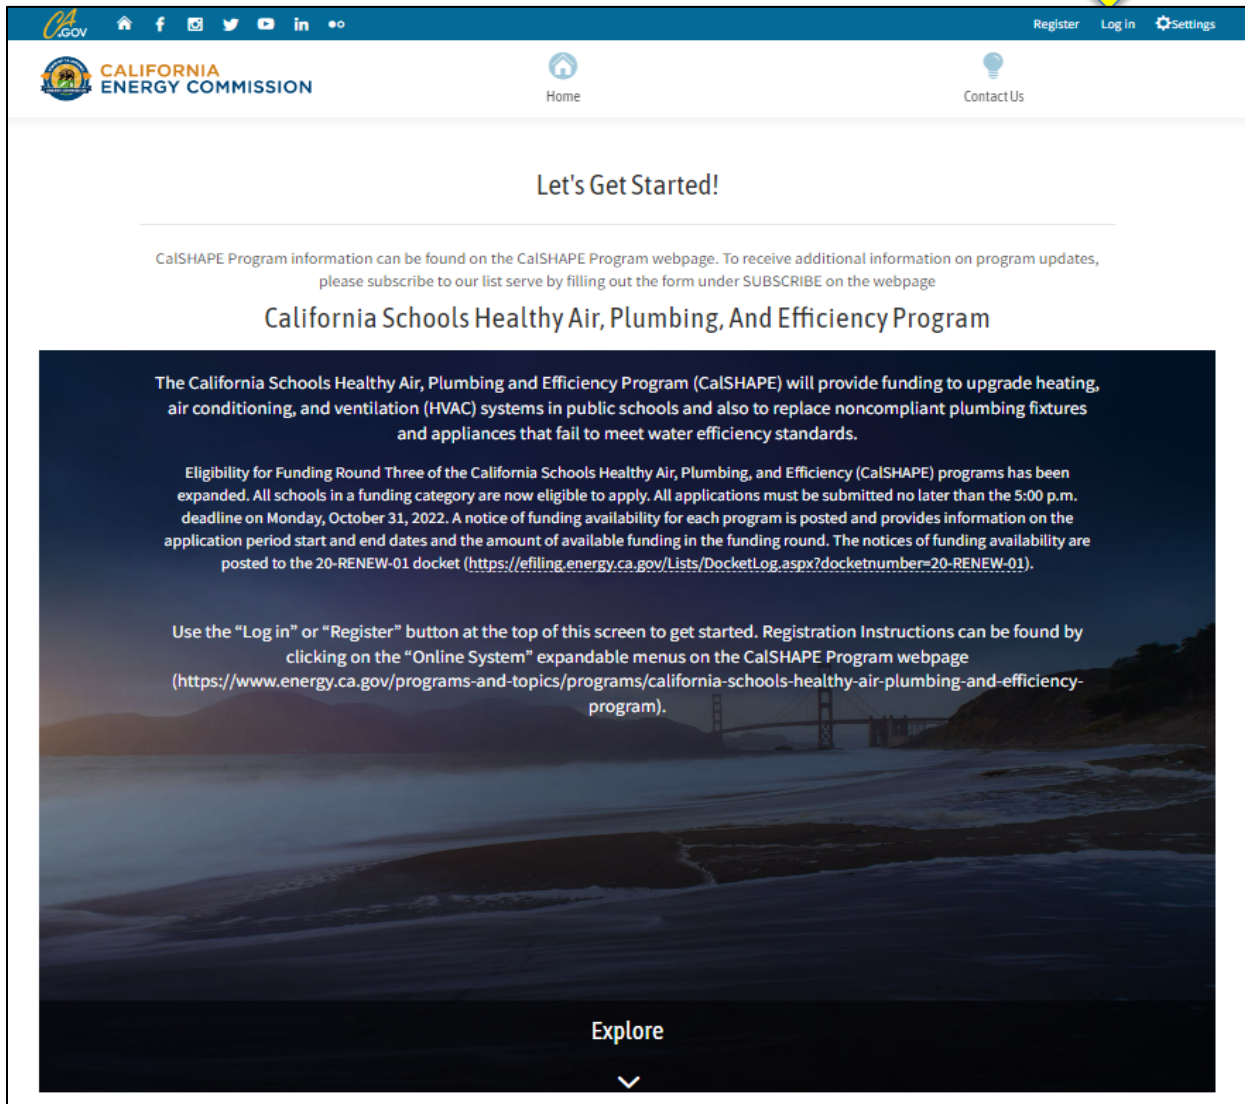 CA.GOV
Register Log in Settings
CALIFORNIA
ENERGY COMMISSION
Home
Contact Us
Let's Get Started!
CalSHAPE Program information can be found on the CalSHAPE Program webpage. To receive additional information on program updates,
please subscribe to our list serve by filling out the form under SUBSCRIBE on the webpage
California Schools Healthy Air, Plumbing, And Efficiency Program
The California Schools Healthy Air, Plumbing and Efficiency Program (CalSHAPE) will provide funding to upgrade heating,
air conditioning, and ventilation (HVAC) systems in public schools and also to replace noncompliant plumbing fixtures
and appliances that fail to meet water efficiency standards.
Eligibility for Funding Round Three of the California Schools Healthy Air, Plumbing, and Efficiency (CalSHAPE) programs has been
expanded. All schools in a funding category are now eligible to apply. All applications must be submitted no later than the 5:00 p.m.
deadline on Monday, October 31, 2022. A notice of funding availability for each program is posted and provides information on the
application period start and end dates and the amount of available funding in the funding round. The notices of funding availability are
posted to the 20-RENEW-01 docket (https://efiling.energy.ca.gov/Lists/DocketLog.aspx?docketnumber=20-RENEW-01).
Use the “Log in” or “Register” button at the top of this screen to get started. Registration Instructions can be found by
clicking on the “Online System” expandable menus on the CalSHAPE Program webpage
(https://www.energy.ca.gov/programs-and-topics/programs/california-schools-healthy-air-plumbing-and-efficiency-
program).
Explore